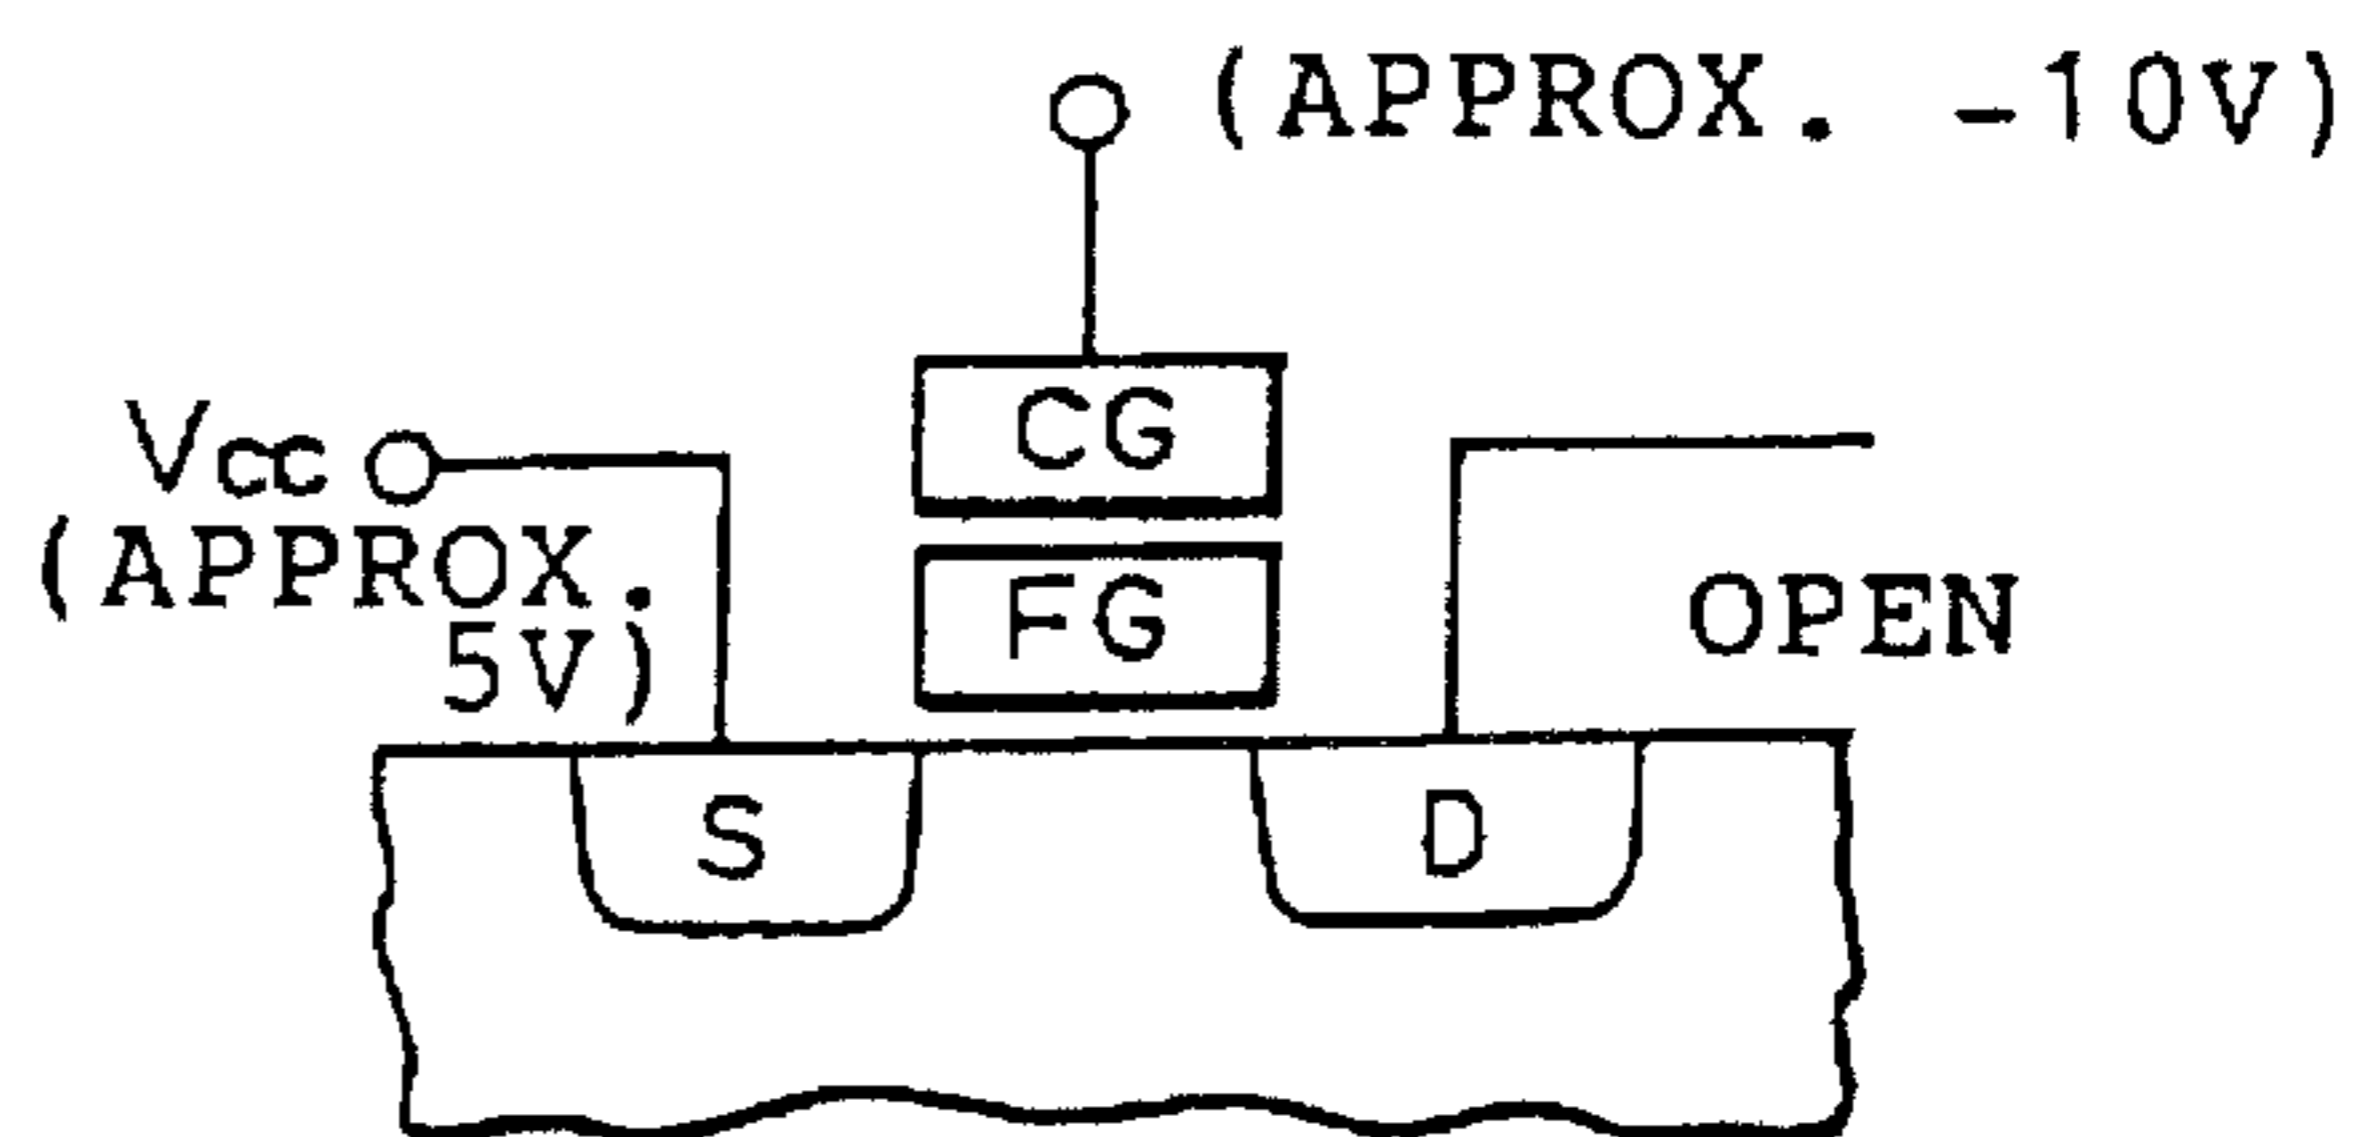 (APPROX. -10V)
CG
Vcc
(APPROX.
5V)
FG
OPEN
S
D